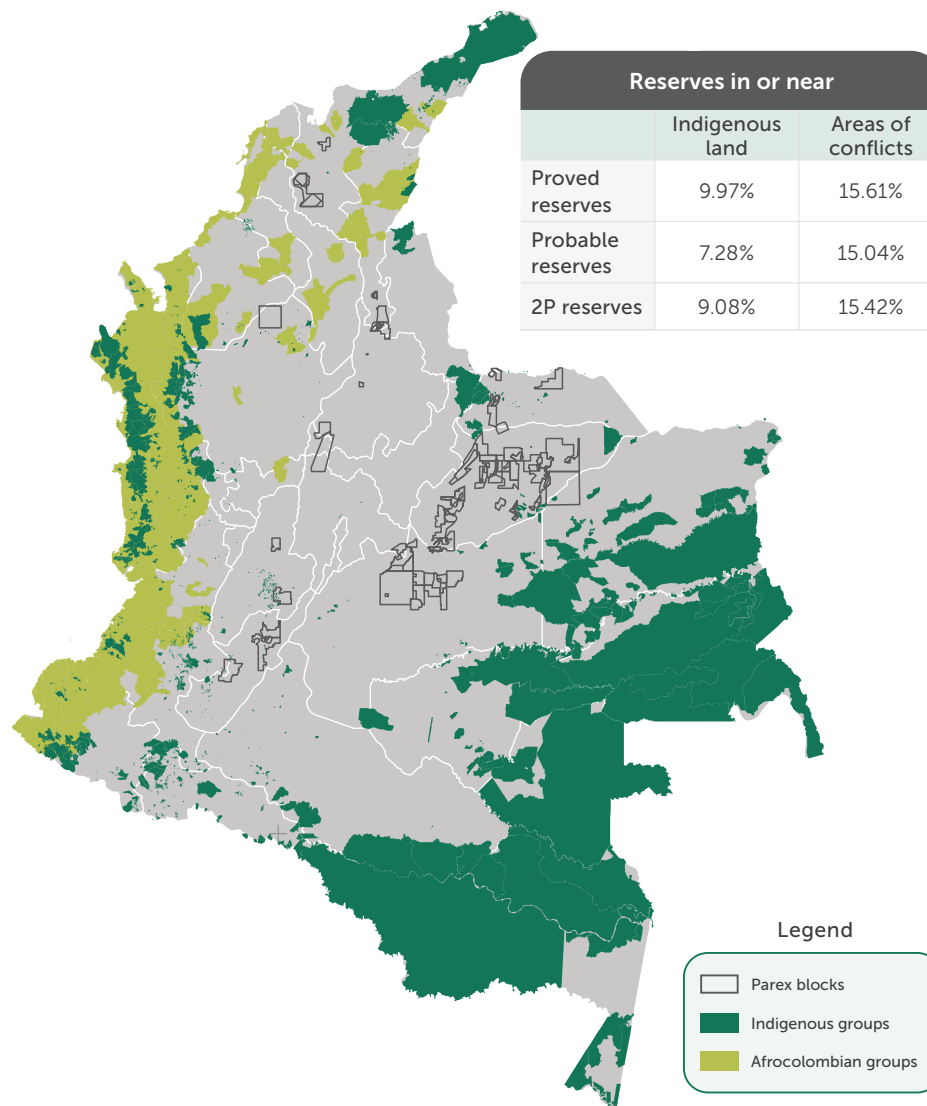 Reserves in or near
Indigenous land
Areas of conflicts
Proved reserves
9.97%
15.61%
Probable reserves
7.28%
15.04%
2P reserves
9.08%
15.42%
Legend
Parex blocks
Indigenous groups
Afrocolombian groups